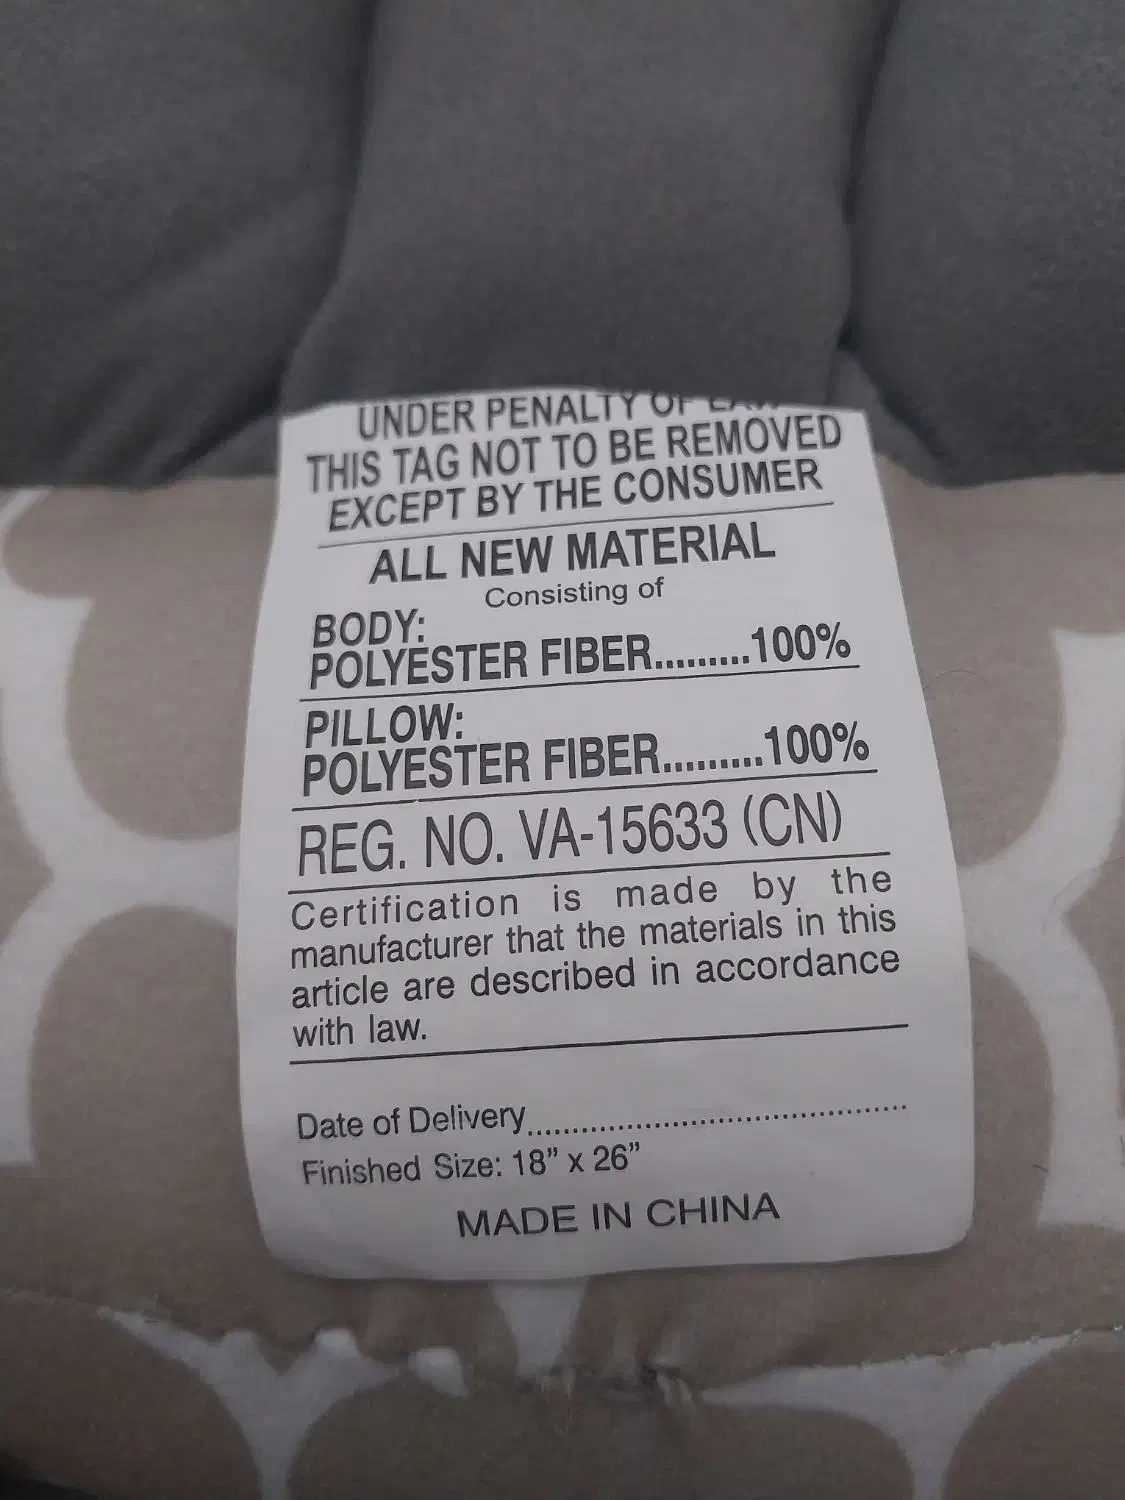 UNDER PENALTY OF LAW
THIS TAG NOT TO BE REMOVED
EXCEPT BY THE CONSUMER
ALL NEW MATERIAL
Consisting of
BODY:
POLYESTER FIBER.........100%
PILLOW:
POLYESTER FIBER.........100%
REG. NO. VA-15633 (CN)
Certification is made by the
manufacturer that the materials in this
article are described in accordance
with law.
Date of Delivery..........................................
Finished Size: 18” x 26”
MADE IN CHINA